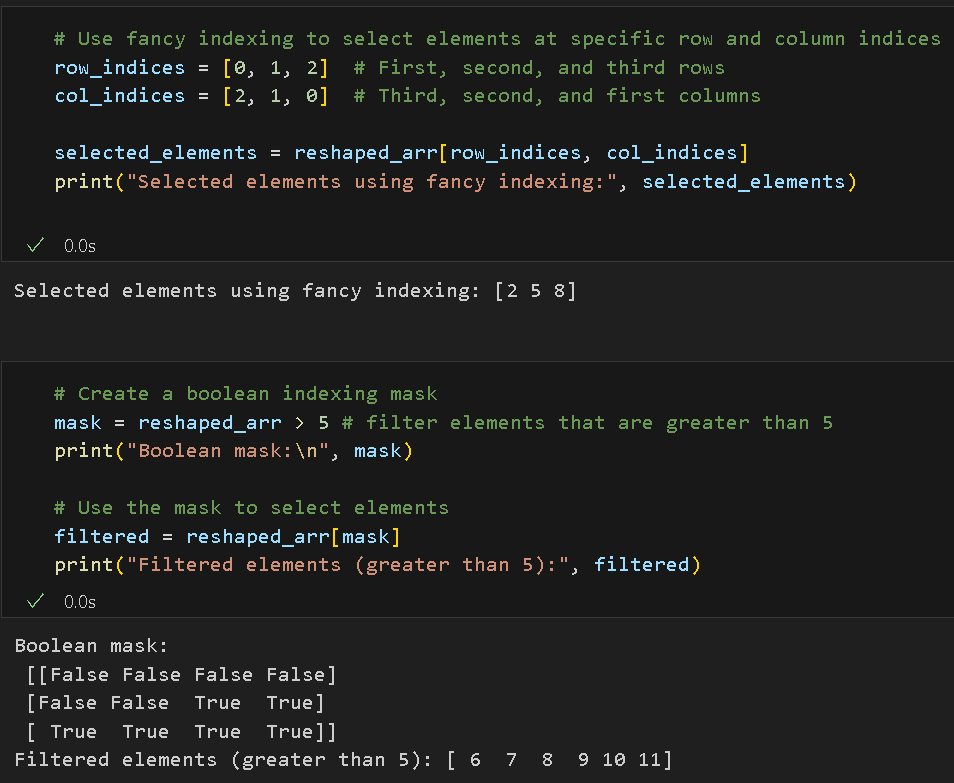 # Use fancy indexing to select elements at specific row and column indices
row_indices = [0, 1, 2]  # First, second, and third rows
col_indices = [2, 1, 0]  # Third, second, and first columns
selected_elements = reshaped_arr[row_indices, col_indices]
print("Selected elements using fancy indexing:", selected_elements)
0.0s
Selected elements using fancy indexing: [2 5 8]
# Create a boolean indexing mask
mask = reshaped_arr > 5 # filter elements that are greater than 5
print("Boolean mask:\n", mask)
# Use the mask to select elements
filtered = reshaped_arr[mask]
print("Filtered elements (greater than 5):", filtered)
0.0s
Boolean mask:
 [[False False False False]
 [False False  True  True]
 [ True  True  True  True]]
Filtered elements (greater than 5): [ 6  7  8  9 10 11]